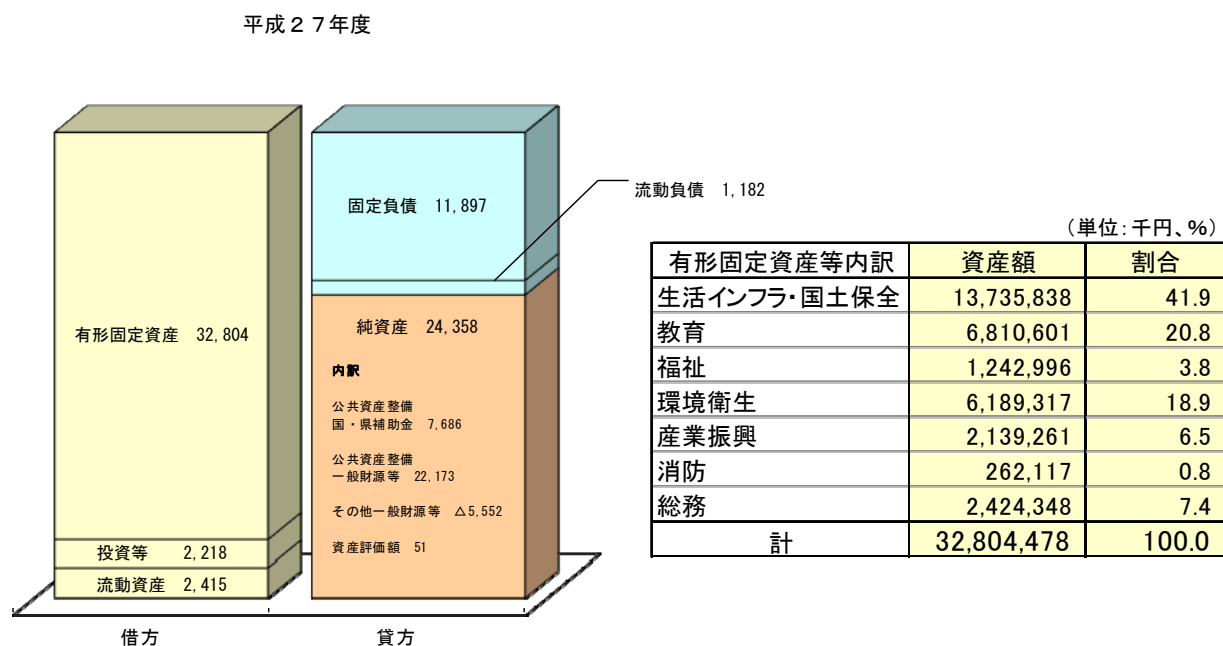 平成２７年度
固定負債 11,897
流動負債 1,182
有形固定資産 32,804
純資産 24,358
内訳
公共資産整備
国・県補助金 7,686
公共資産整備
一般財源等 22,173
その他一般財源等 △5,552
資産評価額 51
投資等 2,218
流動資産 2,415
借方 貸方
（単位：千円、％）
有形固定資産等内訳 資産額 割合
生活インフラ・国土保全 13,735,838 41.9
教育 6,810,601 20.8
福祉 1,242,996 3.8
環境衛生 6,189,317 18.9
産業振興 2,139,261 6.5
消防 262,117 0.8
総務 2,424,348 7.4
計 32,804,478 100.0